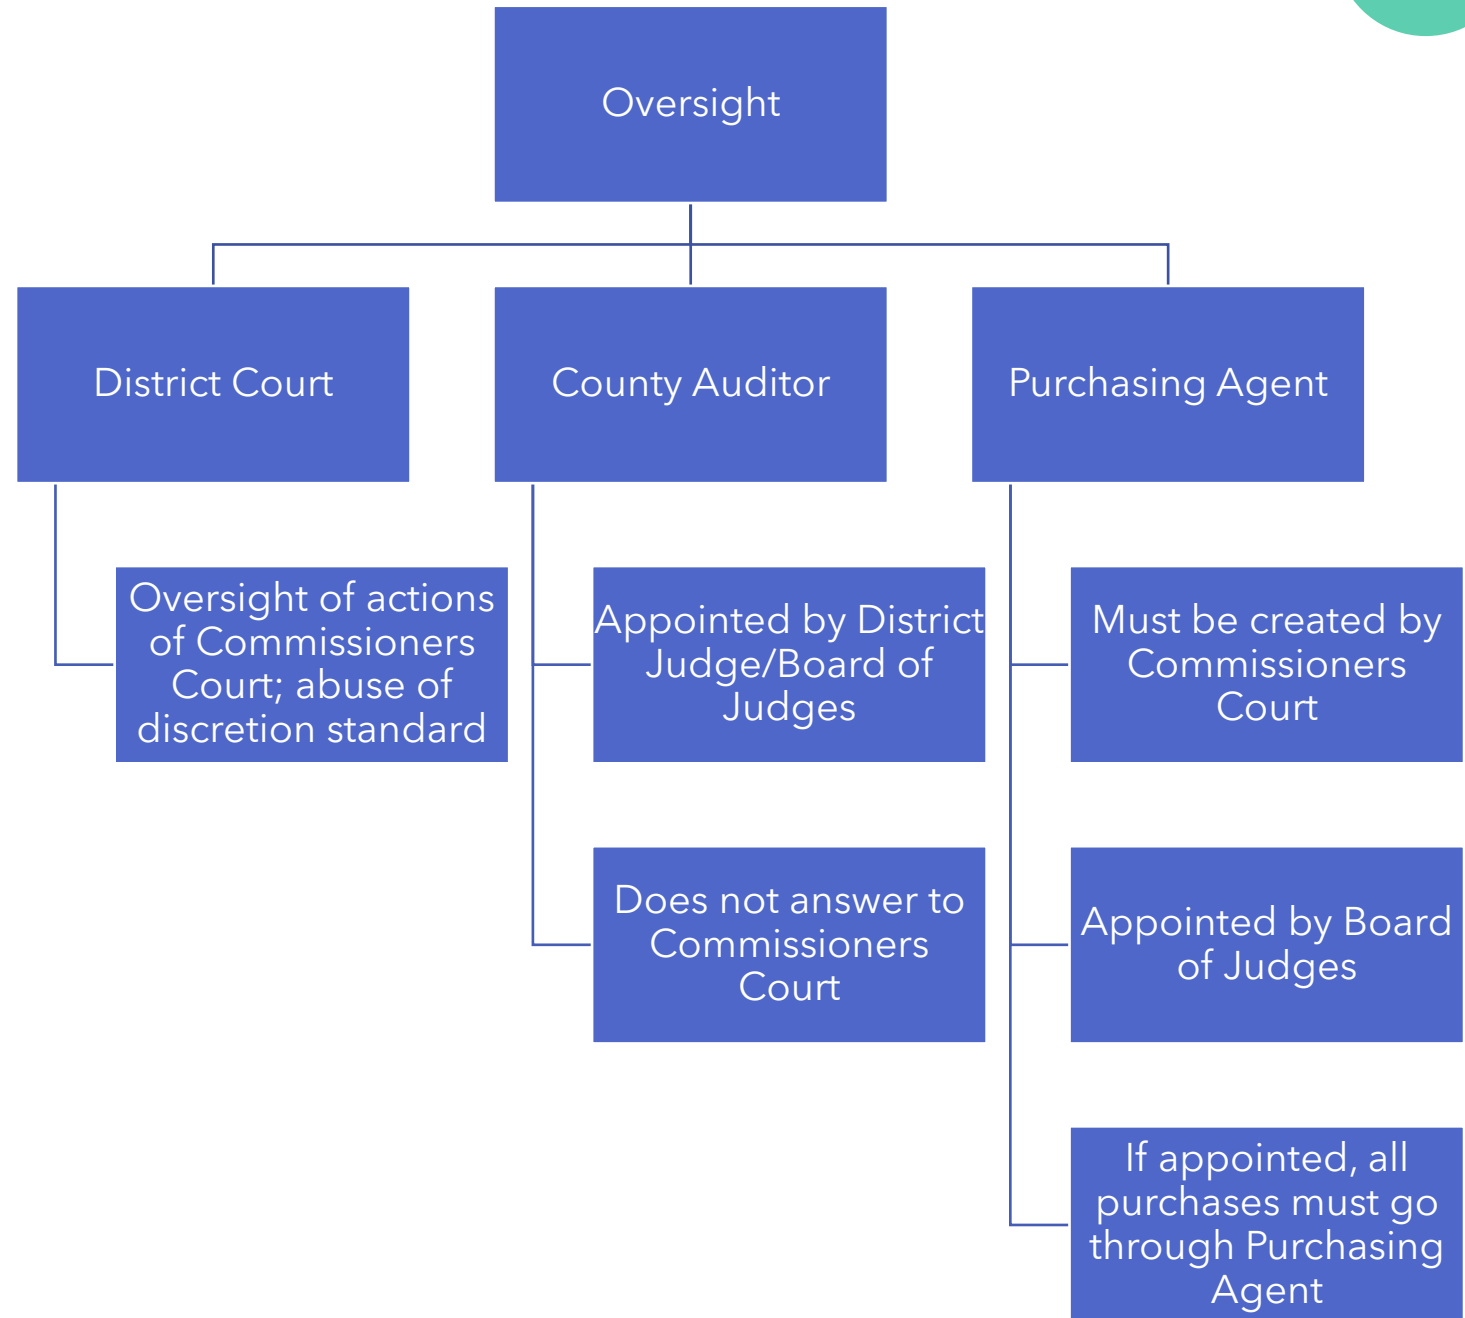 Oversight
District Court
County Auditor
Purchasing Agent
Oversight of actions
of Commissioners
Court; abuse of
discretion standard
Appointed by District
Judge/Board of
Judges
Must be created by
Commissioners
Court
Does not answer to
Commissioners
Court
Appointed by Board
of Judges
If appointed, all
purchases must go
through Purchasing
Agent